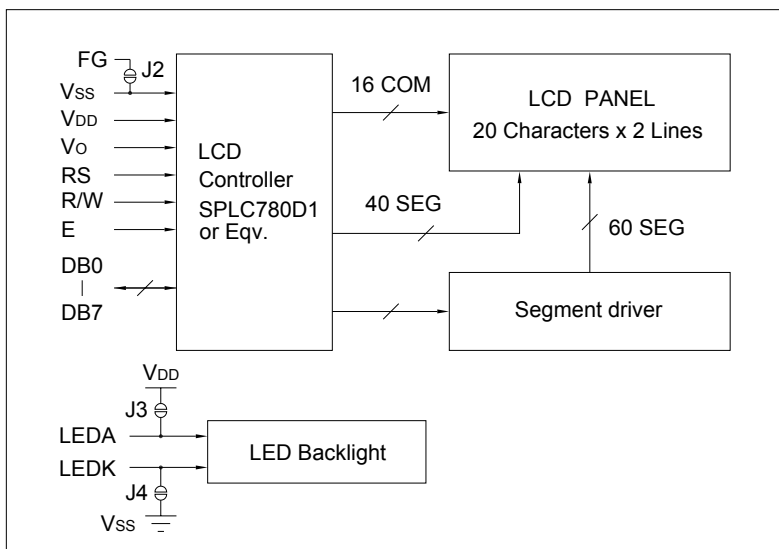 FG
J2
VSS
VDD
VO
RS
R/W
E
DB0
DB7
LCD
Controller
SPLC780D1
or Eqv.
16 COM
40 SEG
60 SEG
LCD PANEL
20 Characters x 2 Lines
Segment driver
VDD
J3
LEDA
LEDK
J4
VSS
LED Backlight